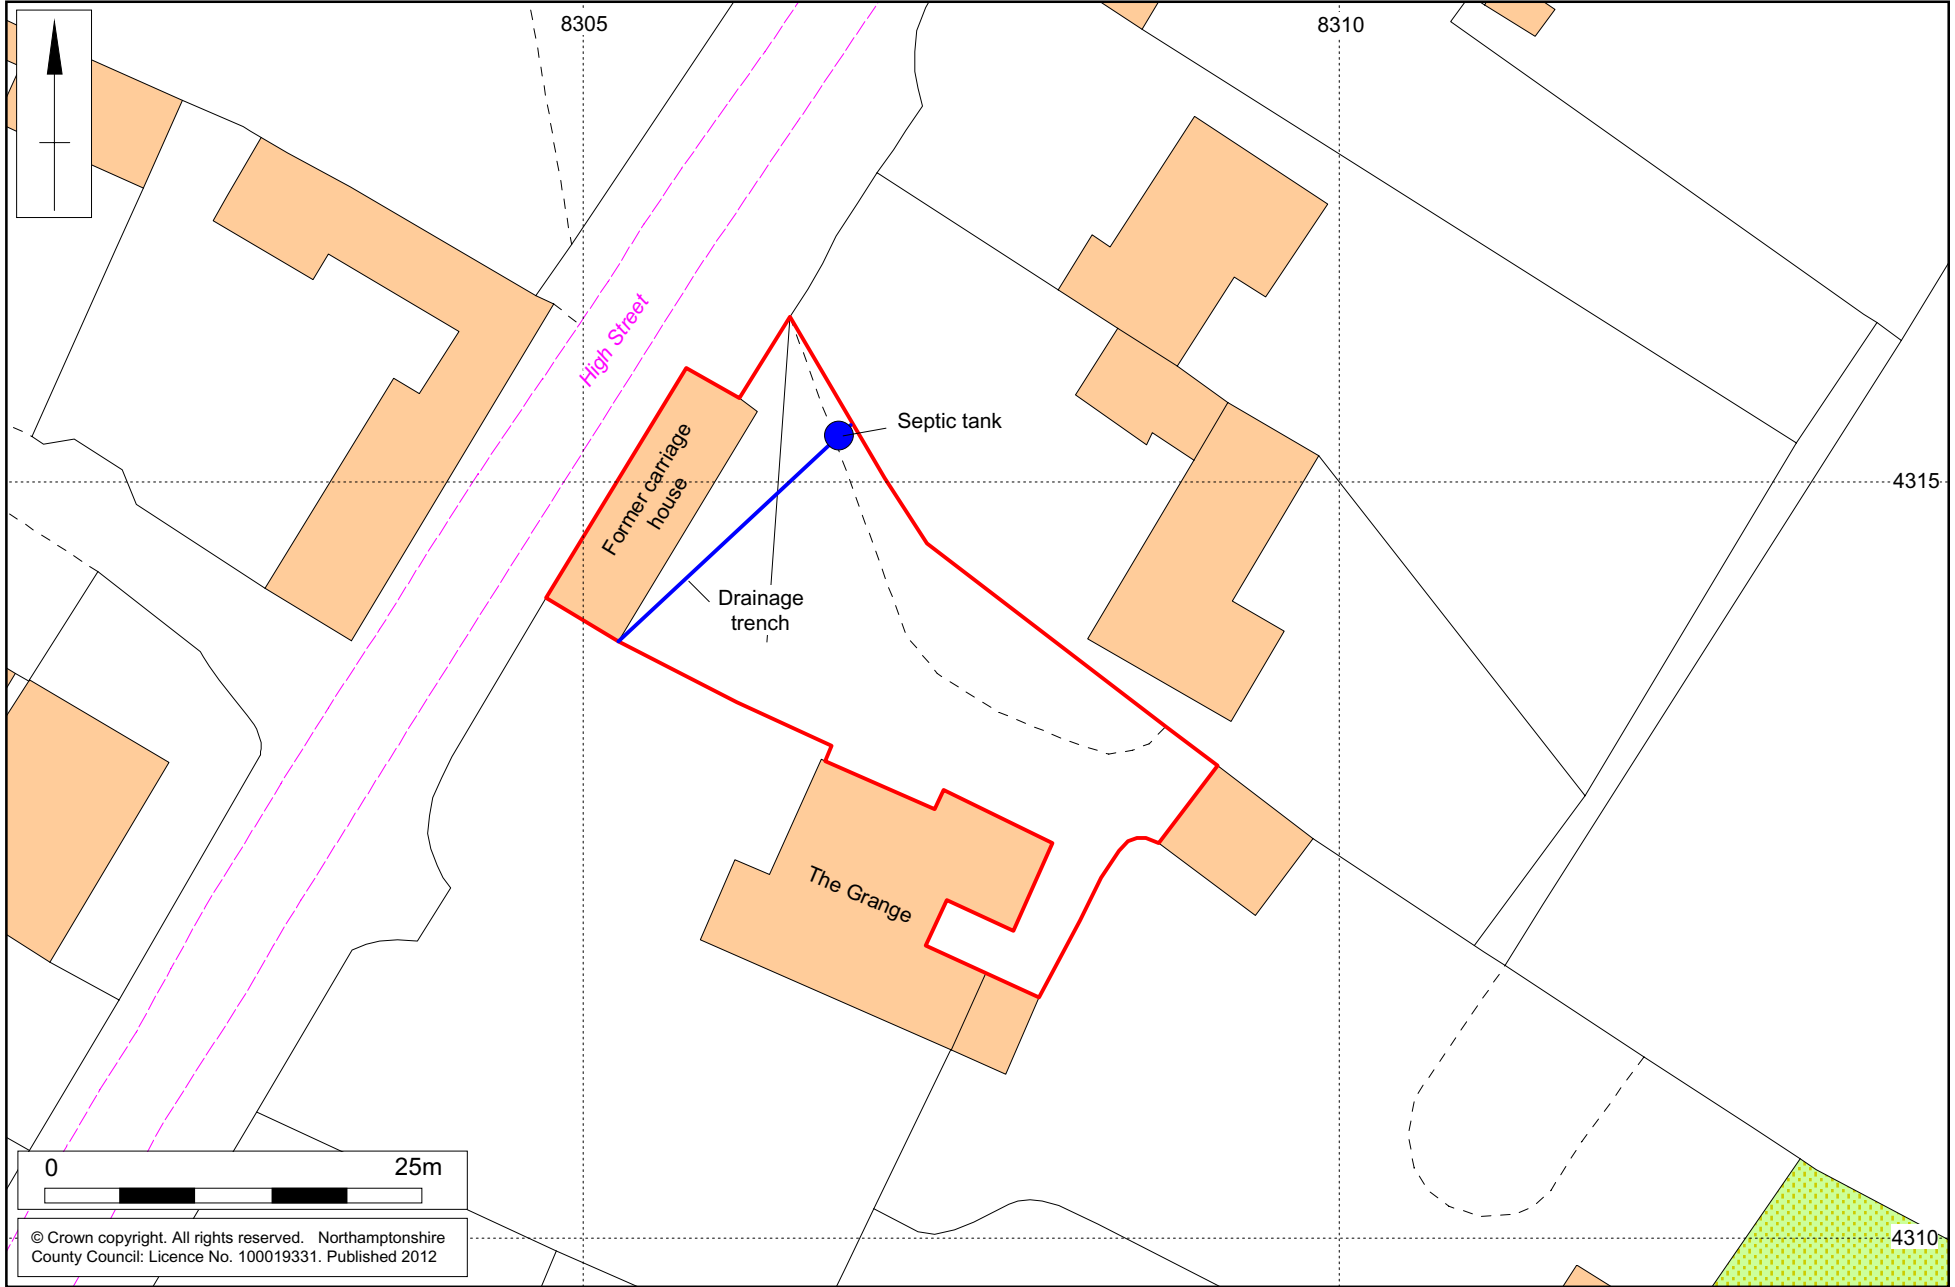 8305
8310
High Street
Septic tank
Former carriage
house
4315
Drainage
trench
The Grange
0 25m
4310
© Crown copyright. All rights reserved. Northamptonshire
County Council: Licence No. 100019331. Published 2012